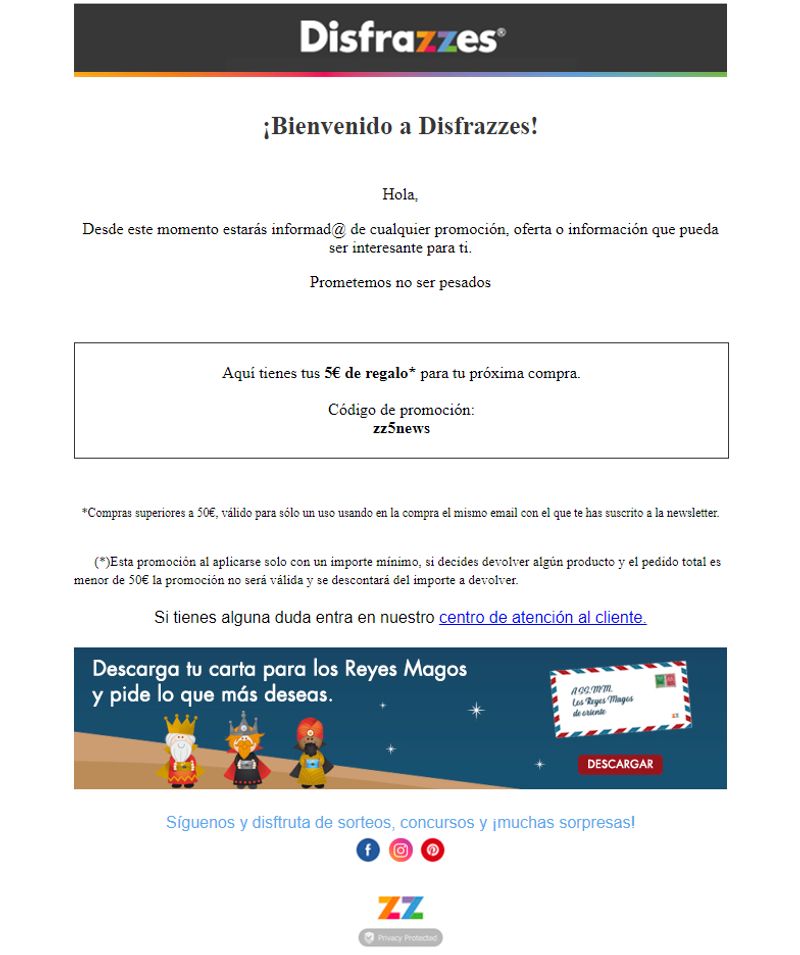 Disfrazzes®
¡Bienvenido a Disfrazzes!
Hola,
Desde este momento estarás informad@ de cualquier promoción, oferta o información que pueda
ser interesante para ti.
Prometemos no ser pesados
Aquí tienes tus 5€ de regalo* para tu próxima compra.
Código de promoción:
zz5news
*Compras superiores a 50€, válido para sólo un uso usando en la compra el mismo email con el que te has suscrito a la newsletter.
(*)Esta promoción al aplicarse solo con un importe mínimo, si decides devolver algún producto y el pedido total es
menor de 50€ la promoción no será válida y se descontará del importe a devolver.
Si tienes alguna duda entra en nuestro centro de atención al cliente.
Descarga tu carta para los Reyes Magos
y pide lo que más deseas.
A SS.MM.
Los Reyes Magos
de oriente
ZZ
DESCARGAR
Síguenos y disftruta de sorteos, concursos y ¡muchas sorpresas!
ZZ
Privacy Protected